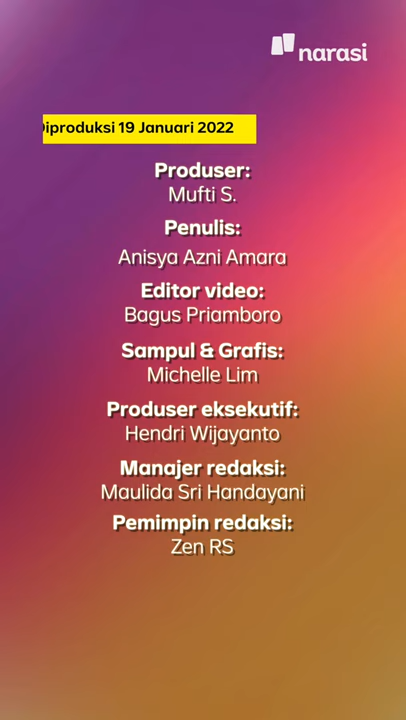 narasi
Diproduksi 19 Januari 2022
Produser:
Mufti S.
Penulis:
Anisya Azni Amara
Editor video:
Bagus Priamboro
Sampul & Grafis:
Michelle Lim
Produser eksekutif:
Hendri Wijayanto
Manajer redaksi:
Maulida Sri Handayani
Pemimpin redaksi:
Zen RS